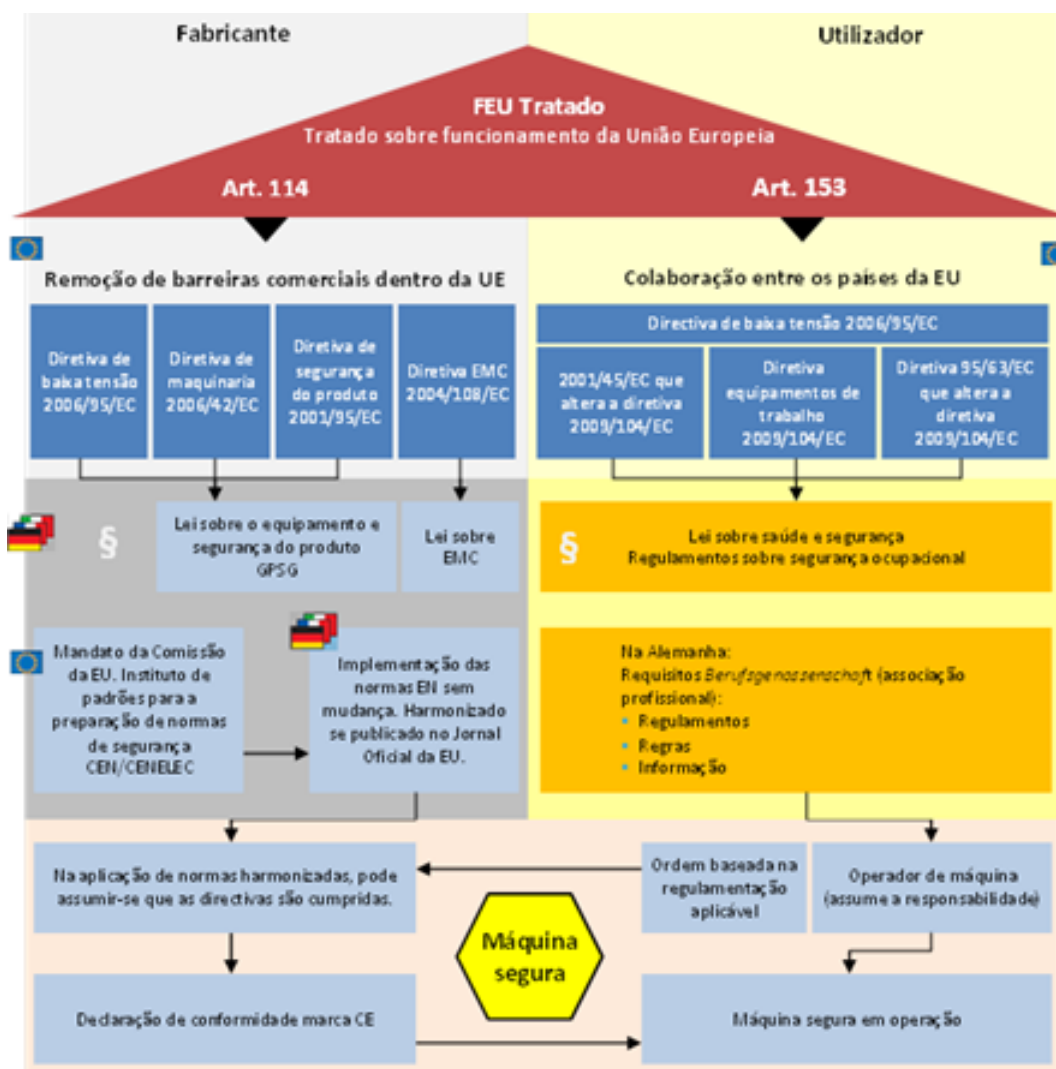 Fabricante
Utilizador
FEU Tratado
Tratado sobre funcionamento da União Europeia
Art. 114
Art. 153
Remoção de barreiras comerciais dentro da UE
Colaboração entre os países da EU
Diretiva de
baixa tensão
2006/95/EC
Diretiva de
maquinaria
2006/42/EC
Diretiva de
segurança
do produto
2001/95/EC
Diretiva EMC
2004/108/EC
Directiva de baixa tensão 2006/95/EC
2001/45/EC que
altera a diretiva
2009/104/EC
Diretiva
equipamentos de
trabalho
2009/104/EC
Diretiva 95/63/EC
que altera a
diretiva
2009/104/EC
§
Lei sobre o equipamento e
segurança do produto
GPSG
Lei sobre
EMC
§
Lei sobre saúde e segurança
Regulamentos sobre segurança ocupacional
Mandato da Comissão
da EU. Instituto de
padrões para a
preparação de normas
de segurança
CEN/CENELEC
Implementação das
normas EN sem
mudança. Harmonizado
se publicado no Jornal
Oficial da EU.
Na Alemanha:
Requisitos Berufsgenossenschaft (associação
profissional):
• Regulamentos
• Regras
• Informação
Na aplicação de normas harmonizadas, pode
assumir-se que as directivas são cumpridas.
Ordem baseada na
regulamentação
aplicável
Operador de máquina
(assume a responsabilidade)
Máquina
segura
Declaração de conformidade marca CE
Máquina segura em operação